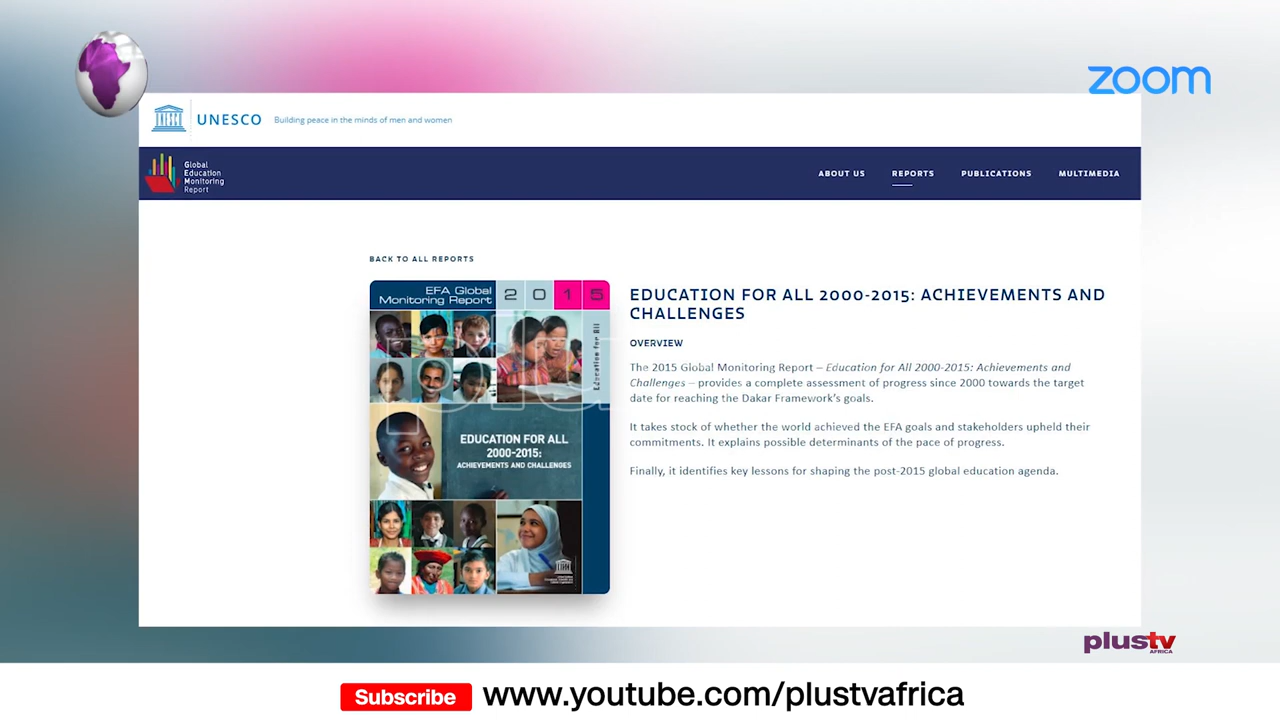 zoom
UNESCO
Building peace in the minds of men and women
Global
Education
Monitoring
Report
ABOUT US
REPORTS
PUBLICATIONS
MULTIMEDIA
BACK TO ALL REPORTS
EFA Global
Monitoring Report
2015
Education for All
EDUCATION FOR ALL
2000-2015:
ACHIEVEMENTS AND CHALLENGES
EDUCATION FOR ALL 2000-2015: ACHIEVEMENTS AND
CHALLENGES
OVERVIEW
The 2015 Global Monitoring Report – Education for All 2000-2015: Achievements and
Challenges – provides a complete assessment of progress since 2000 towards the target
date for reaching the Dakar Framework's goals.
It takes stock of whether the world achieved the EFA goals and stakeholders upheld their
commitments. It explains possible determinants of the pace of progress.
Finally, it identifies key lessons for shaping the post-2015 global education agenda.
plustv
AFRICA
Subscribe
www.youtube.com/plustvafrica